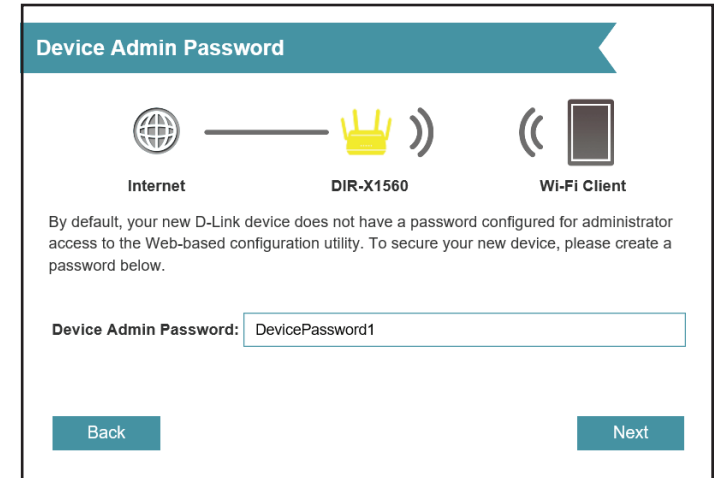 Device Admin Password
Internet
DIR-X1560
Wi-Fi Client
By default, your new D-Link device does not have a password configured for administrator
access to the Web-based configuration utility. To secure your new device, please create a
password below.
Device Admin Password: DevicePassword1
Back
Next